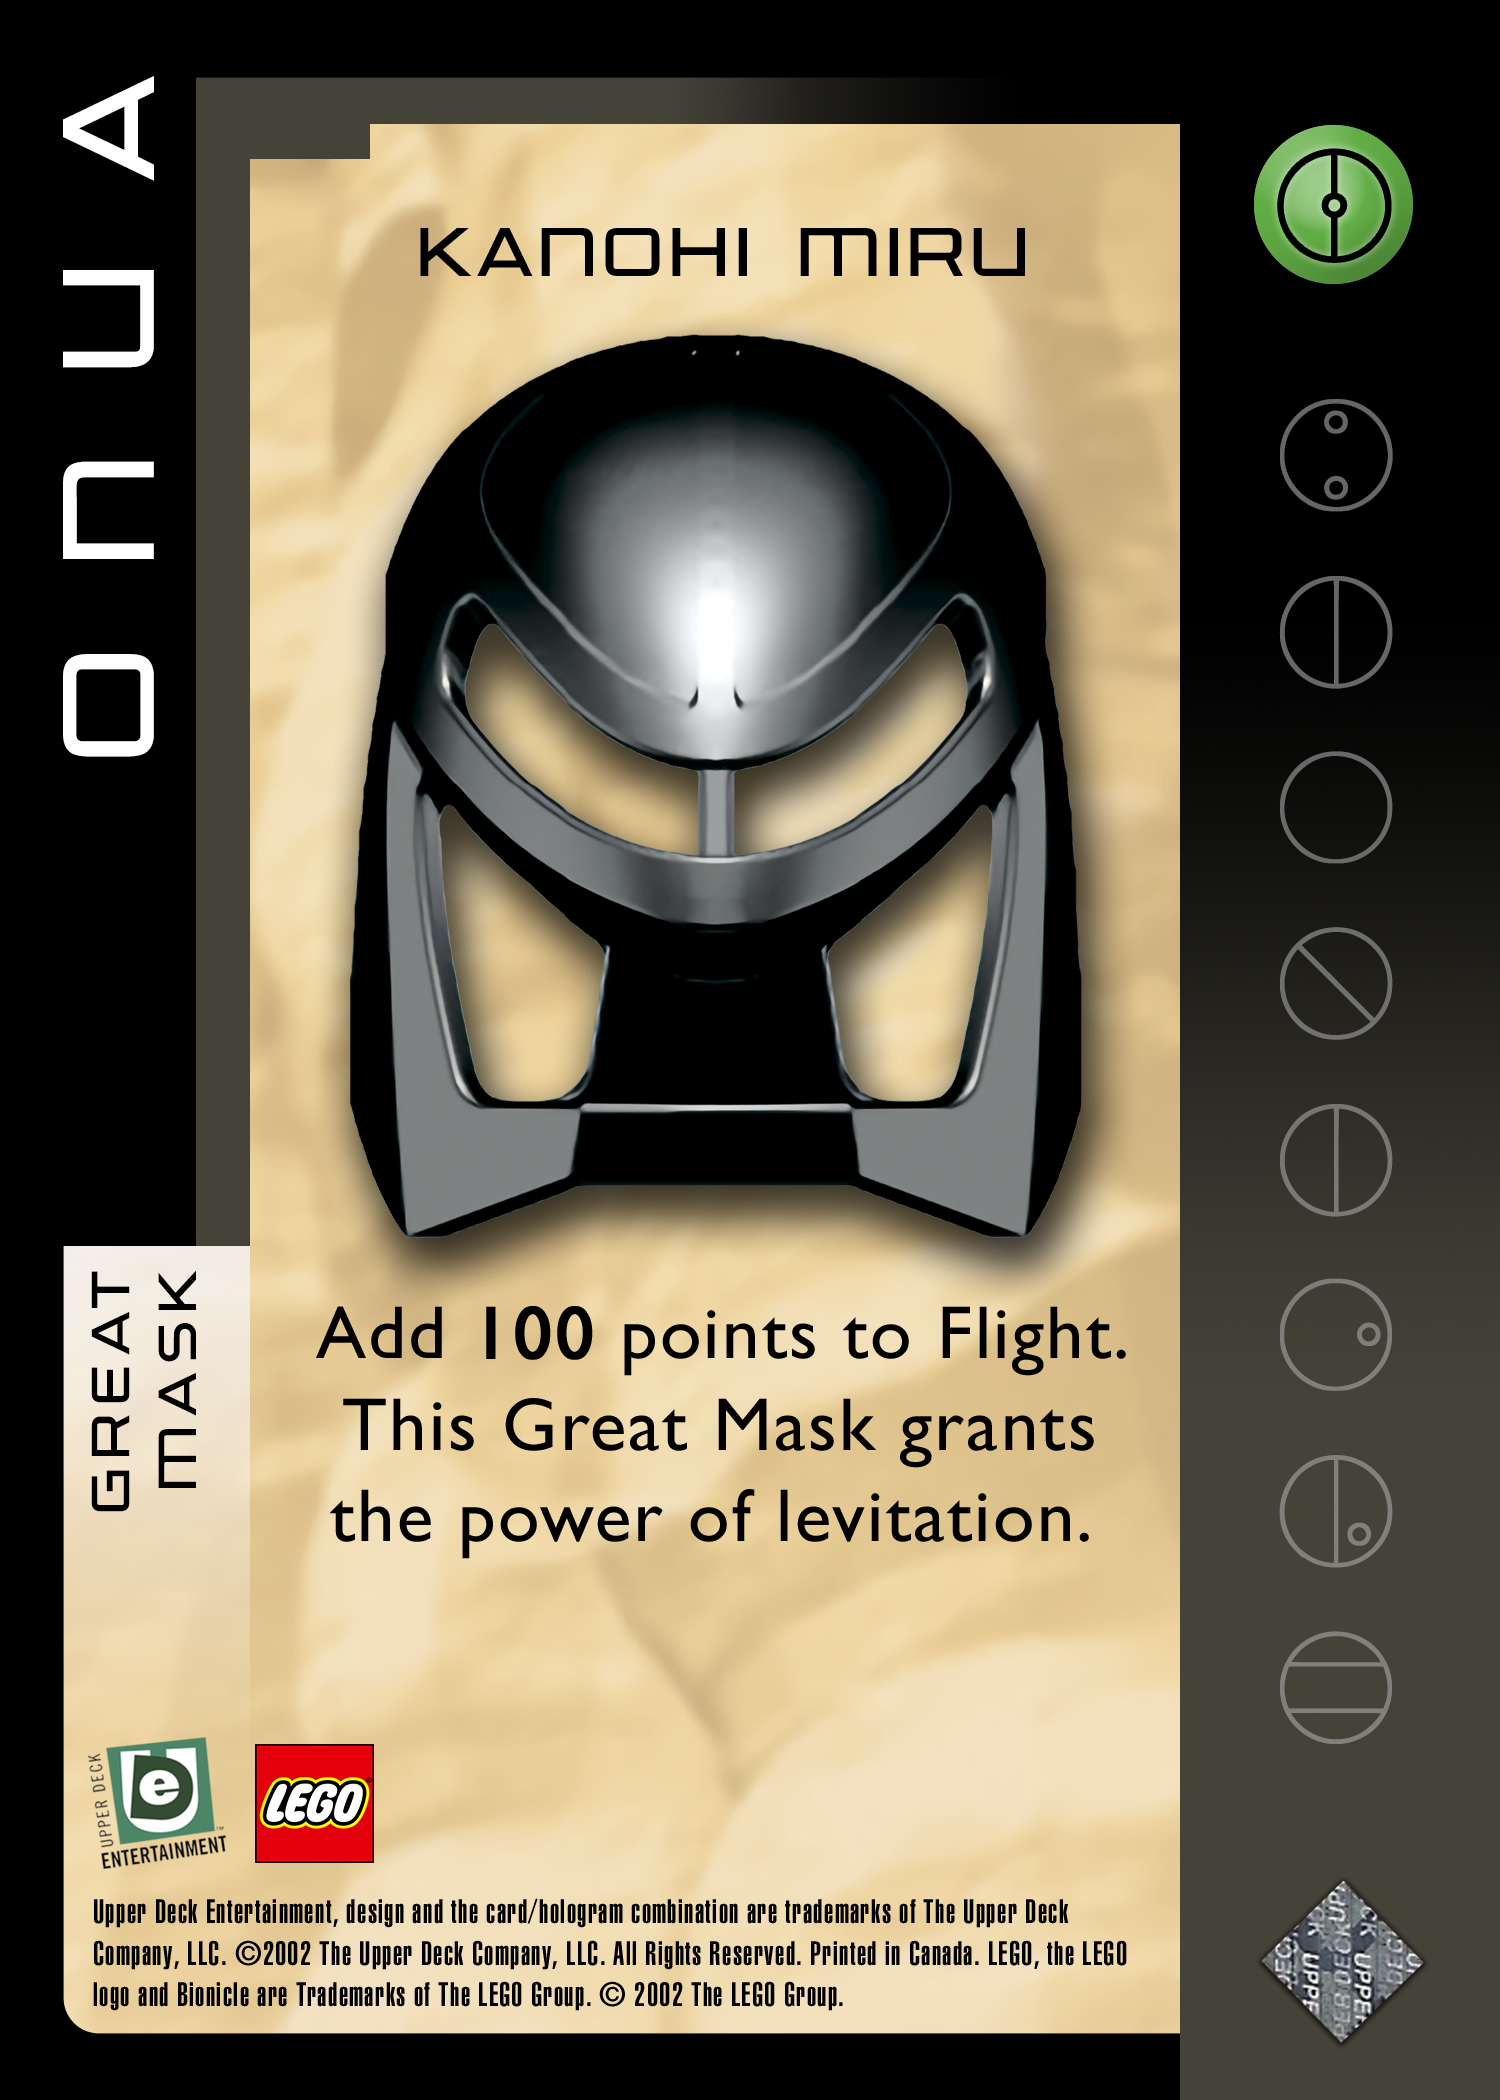 ONUA
KANOHI MIRU
Add 100 points to Flight.
This Great Mask grants
the power of levitation.
GREAT
MASK
UPPER DECK
e
ENTERTAINMENT™
LEGO
Upper Deck Entertainment, design and the card/hologram combination are trademarks of The Upper Deck
Company, LLC. ©2002 The Upper Deck Company, LLC. All Rights Reserved. Printed in Canada. LEGO, the LEGO
logo and Bionicle are Trademarks of The LEGO Group. © 2002 The LEGO Group.